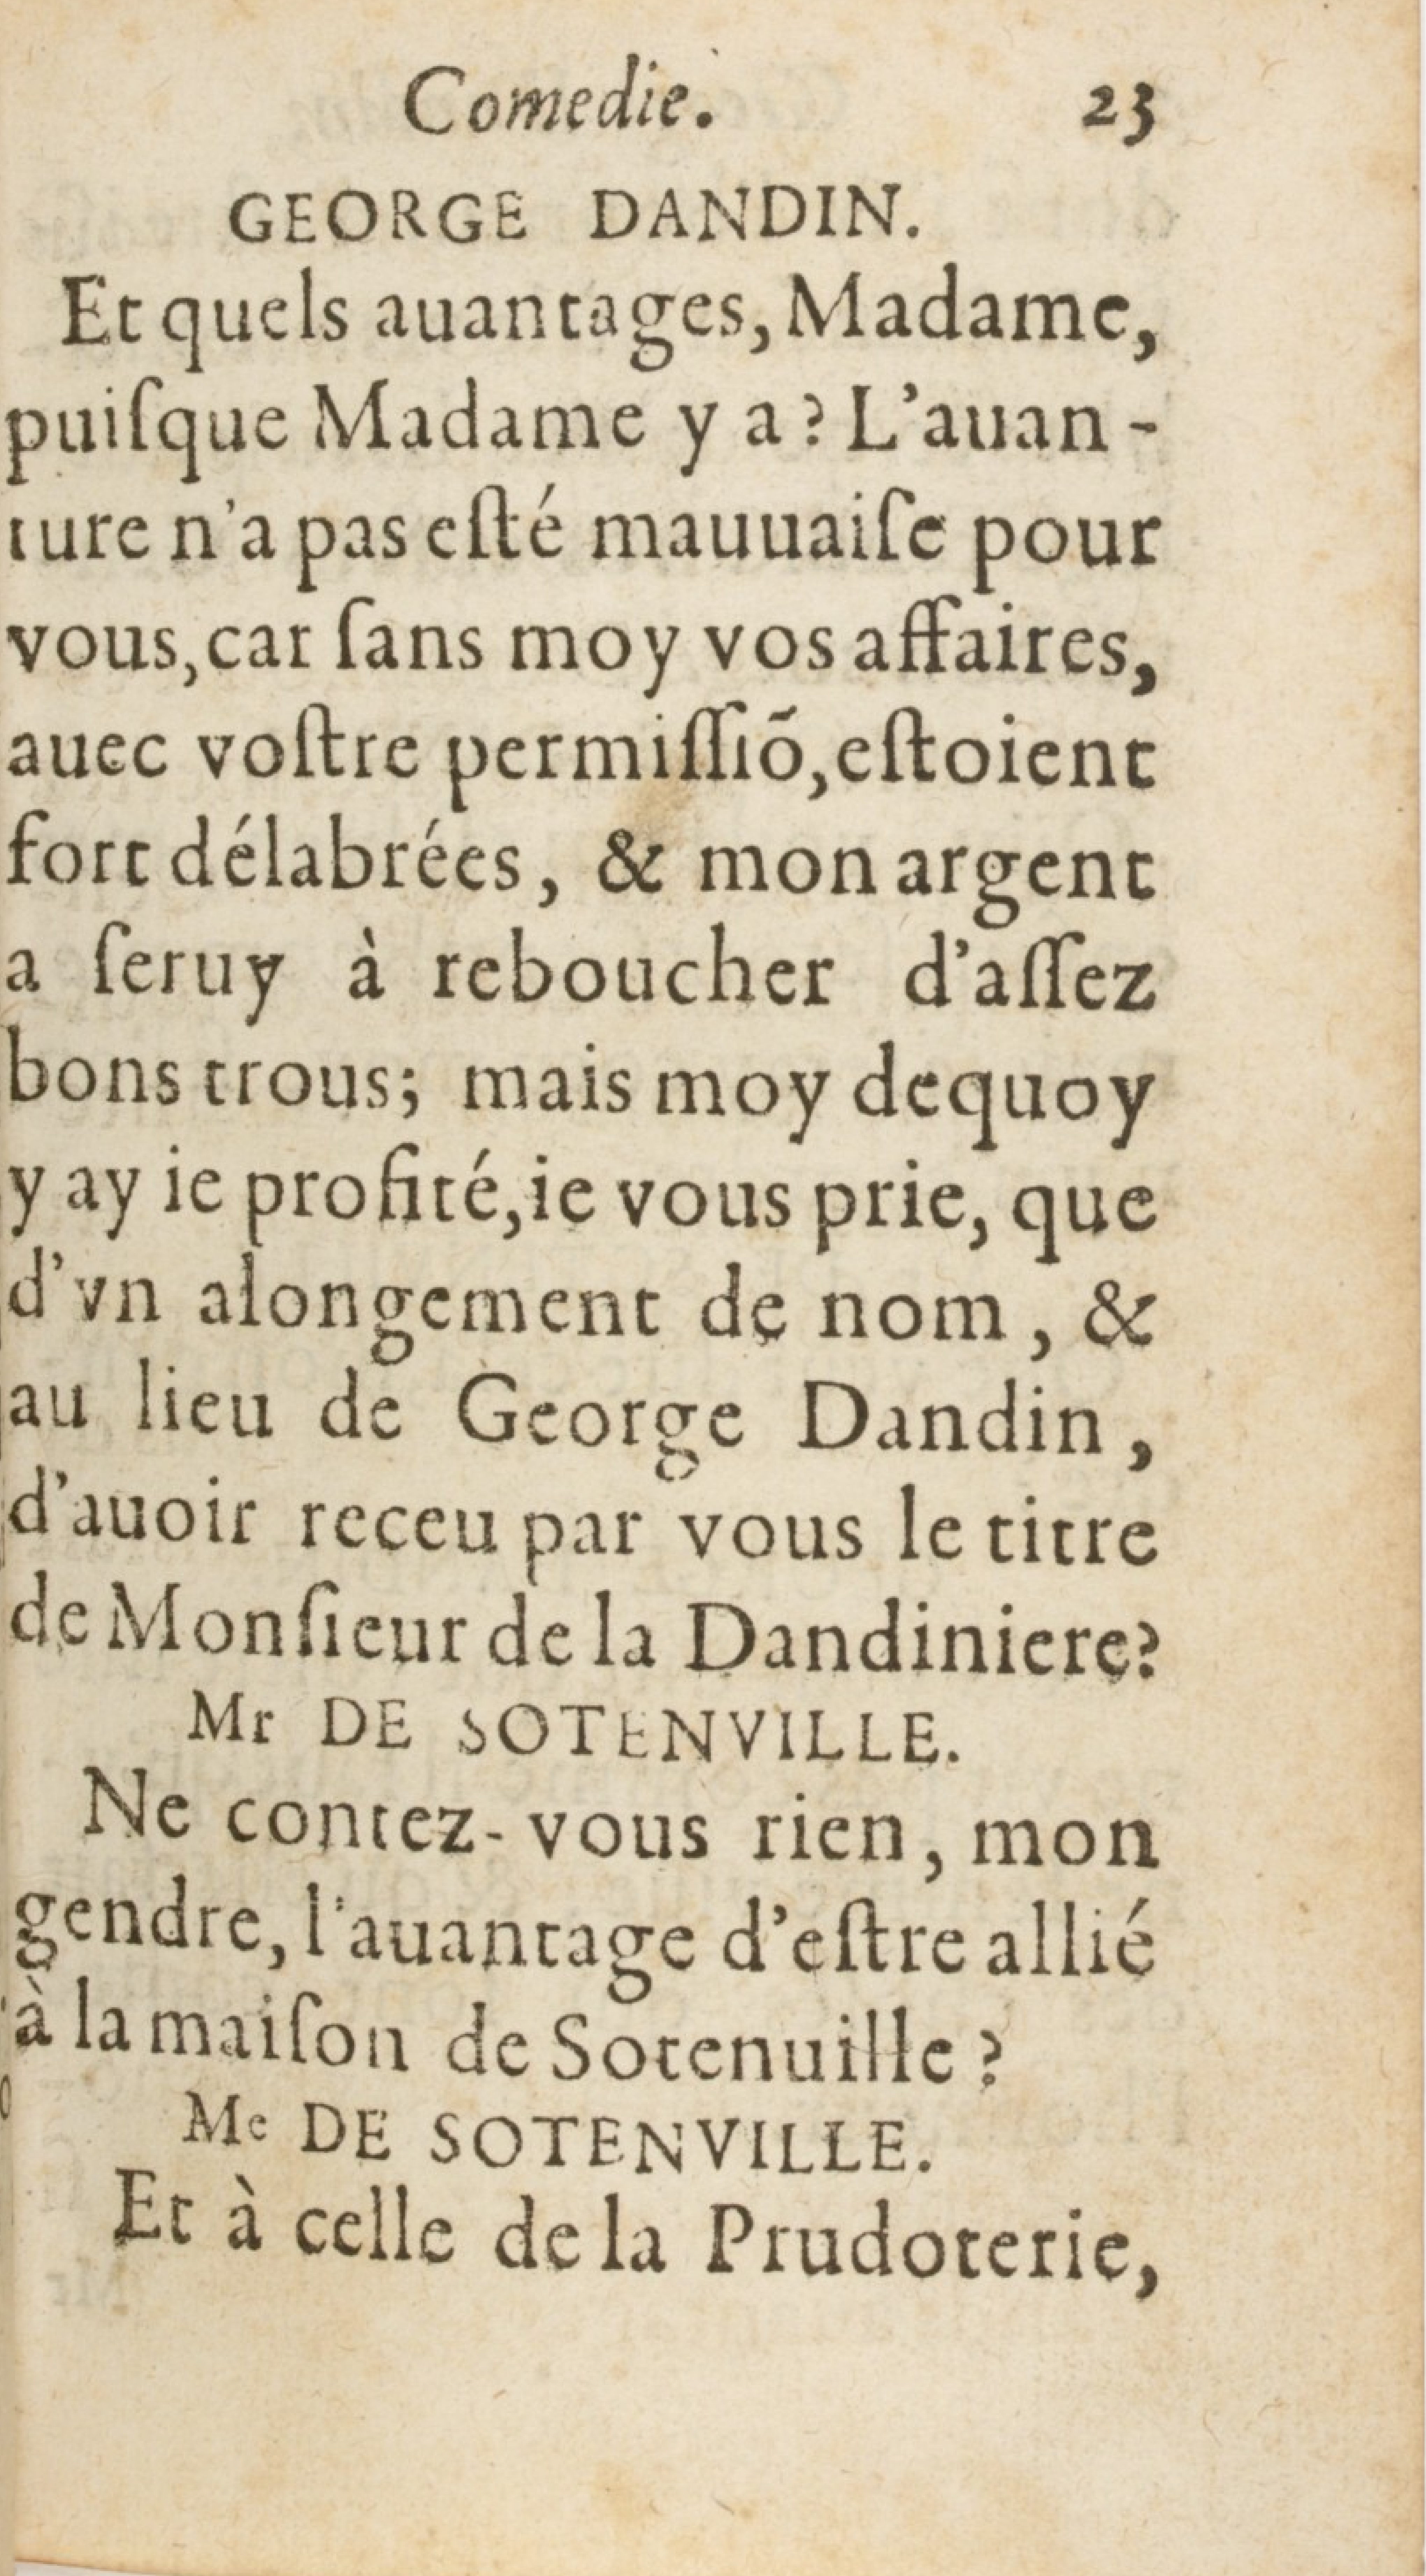 Comedie. 23
GEORGE DANDIN.
Et quels auantages, Madame,
puiſque Madame y a? L'auan-
ture n'a pas eſté mauuaiſe pour
vous, car ſans moy vos affaires,
auec voſtre permiſſiõ, eſtoient
fort délabrées, & mon argent
a ſeruy à reboucher d'aſſez
bons trous; mais moy dequoy
y ay ie profité, ie vous prie, que
d'vn alongement de nom, &
au lieu de George Dandin,
d'auoir receu par vous le titre
de Monſieur de la Dandiniere?
Mr DE SOTENVILLE.
Ne contez-vous rien, mon
gendre, l'auantage d'eſtre allié
à la maiſon de Sotenuille?
Me DE SOTENVILLE.
Et à celle de la Prudoterie,